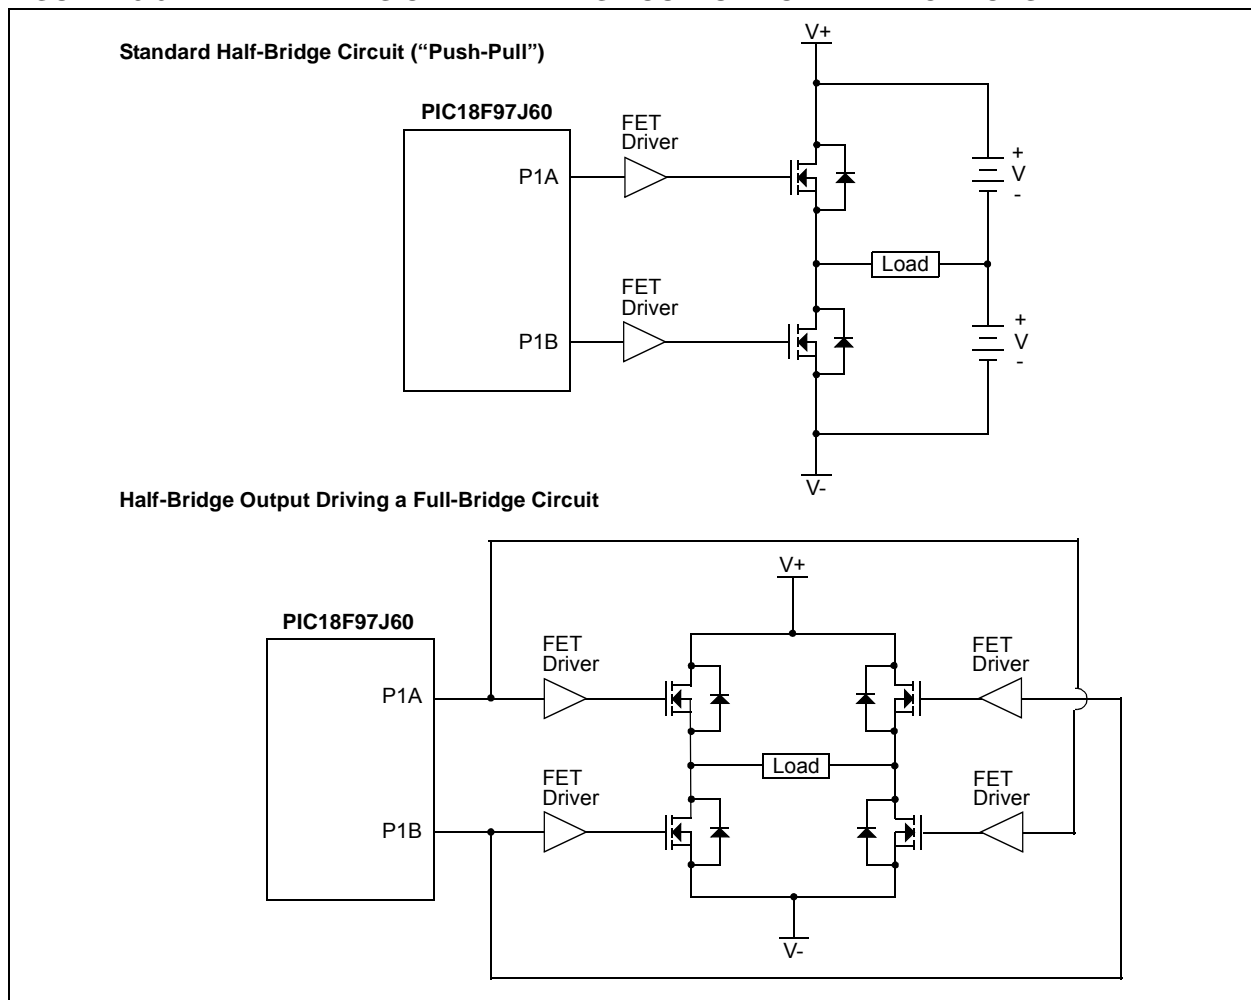 Standard Half-Bridge Circuit (“Push-Pull”)
V+
PIC18F97J60
FET
Driver
P1A
+
V
-
Load
FET
Driver
P1B
+
V
-
V-
Half-Bridge Output Driving a Full-Bridge Circuit
V+
PIC18F97J60
FET
Driver
FET
Driver
P1A
Load
FET
Driver
FET
Driver
P1B
V-